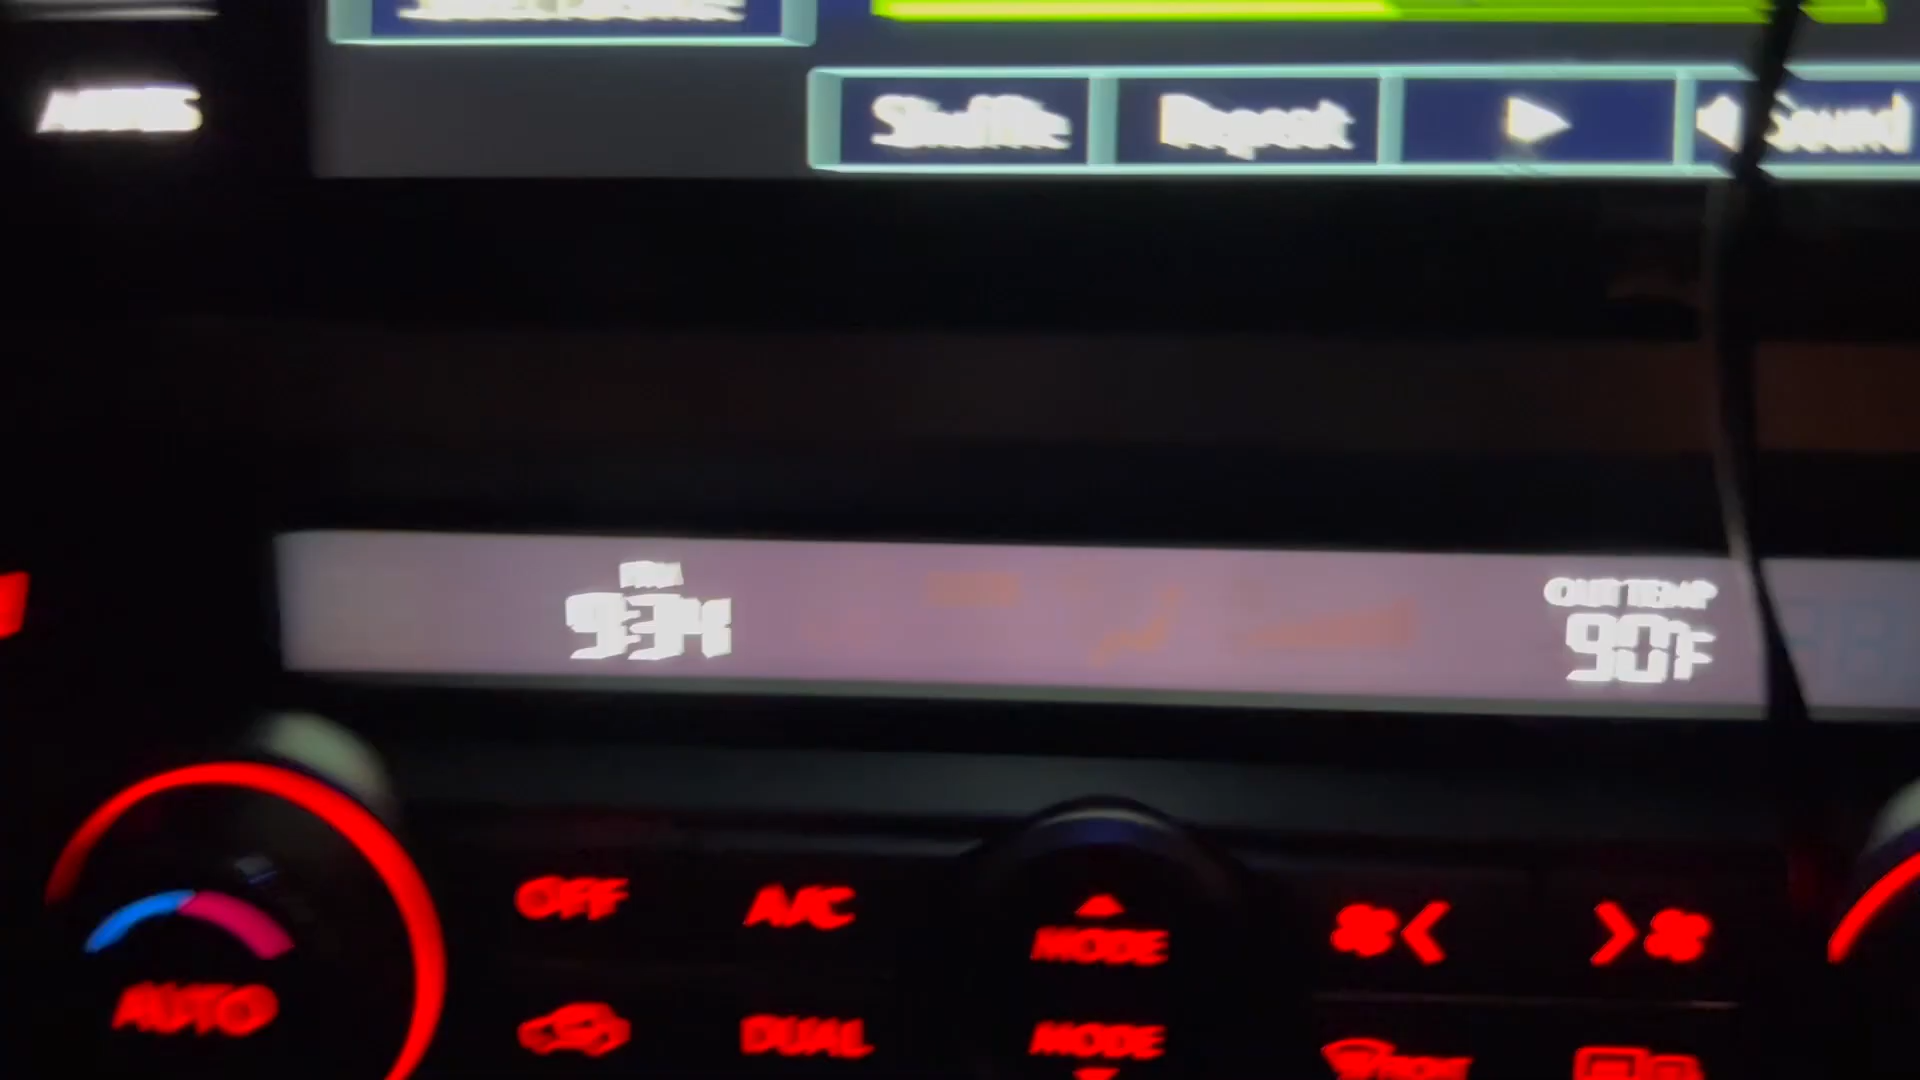 Shuffle Repeat Sound
9:34
OUT TEMP
90°F
OFF A/C MODE
AUTO DUAL MODE